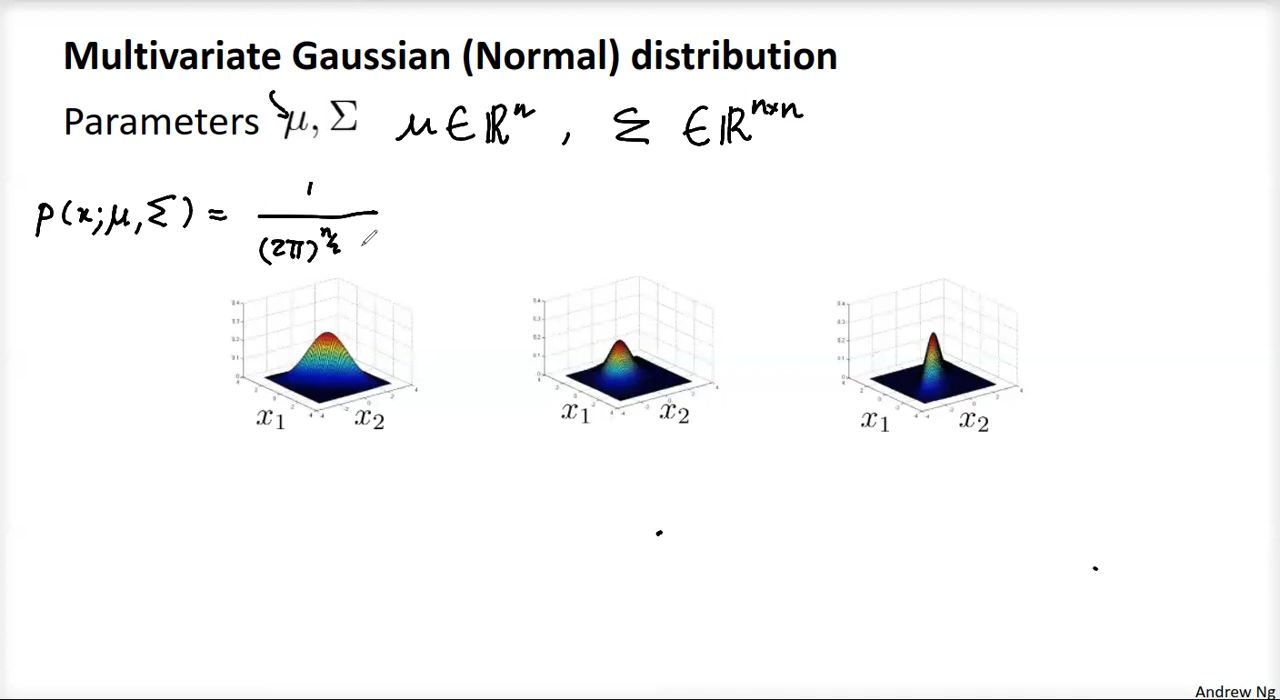 Multivariate Gaussian (Normal) distribution
Parameters μ, Σ μ ∈ ℝⁿ , Σ ∈ ℝⁿˣⁿ
p(x; μ, Σ) = 1 / (2π)^(n/2)
x₁ x₂ x₁ x₂ x₁ x₂
Andrew Ng